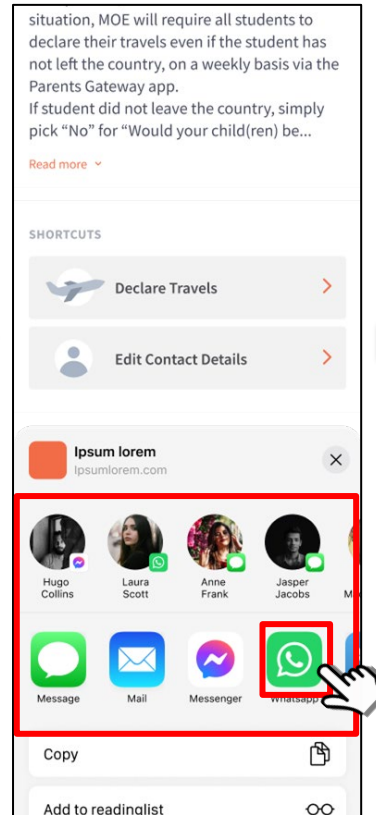 situation, MOE will require all students to
declare their travels even if the student has
not left the country, on a weekly basis via the
Parents Gateway app.
If student did not leave the country, simply
pick “No” for “Would your child(ren) be...
Read more
SHORTCUTS
Declare Travels
Edit Contact Details
Ipsum lorem
Ipsumlorem.com
Hugo
Collins
Laura
Scott
Anne
Frank
Jasper
Jacobs
Message
Mail
Messenger
Whatsapp
Copy
Add to readinglist